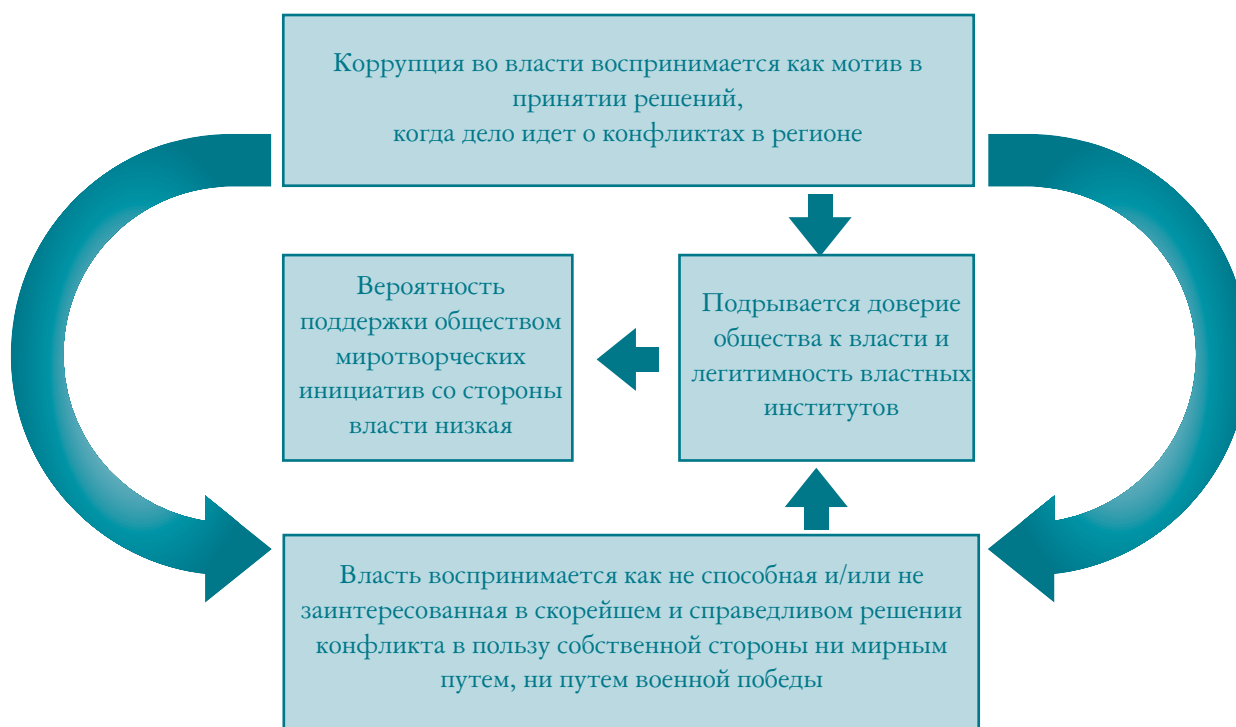 Коррупция во власти воспринимается как мотив в
принятии решений,
когда дело идет о конфликтах в регионе
Вероятность
поддержки обществом
миротворческих
инициатив со стороны
власти низкая
Подрывается доверие
общества к власти и
легитимность властных
институтов
Власть воспринимается как не способная и/или не
заинтересованная в скорейшем и справедливом решении
конфликта в пользу собственной стороны ни мирным
путем, ни путем военной победы